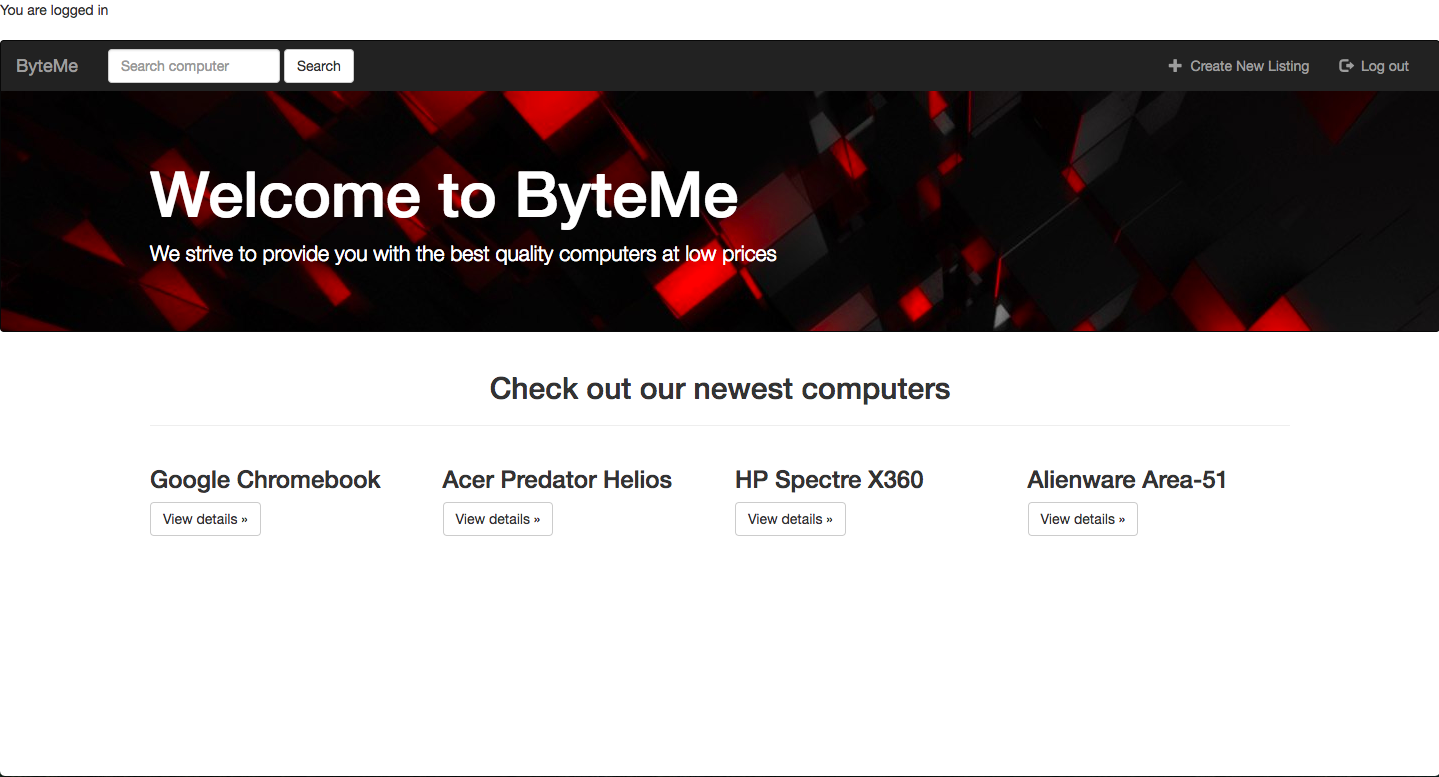 You are logged in
ByteMe Search computer Search Create New Listing Log out
Welcome to ByteMe
We strive to provide you with the best quality computers at low prices
Check out our newest computers
Google Chromebook Acer Predator Helios HP Spectre X360 Alienware Area-51
View details » View details » View details » View details »